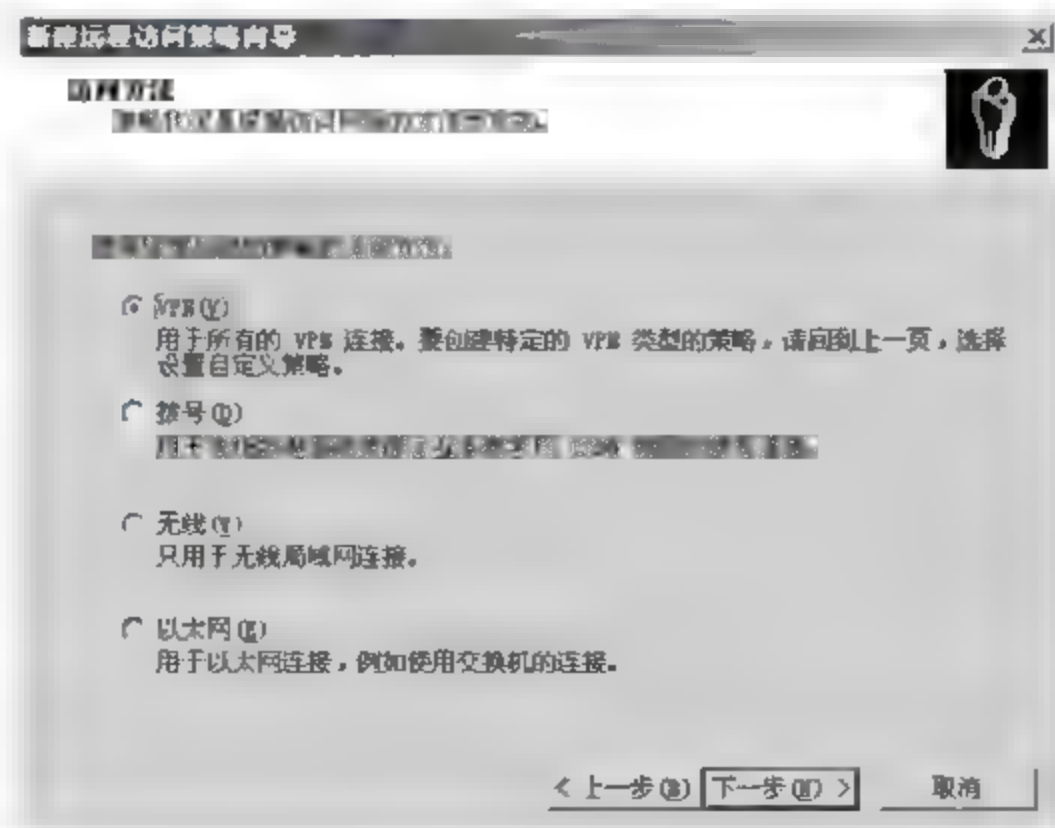 新建远程访问策略向导
访问方法
VPN(V)
用于所有的 VPN 连接。要创建特定的 VPN 类型的策略，请回到上一页，选择
设置自定义策略。
拨号(D)
无线(W)
只用于无线局域网连接。
以太网(E)
用于以太网连接，例如使用交换机的连接。
< 上一步(B) 下一步(N) > 取消